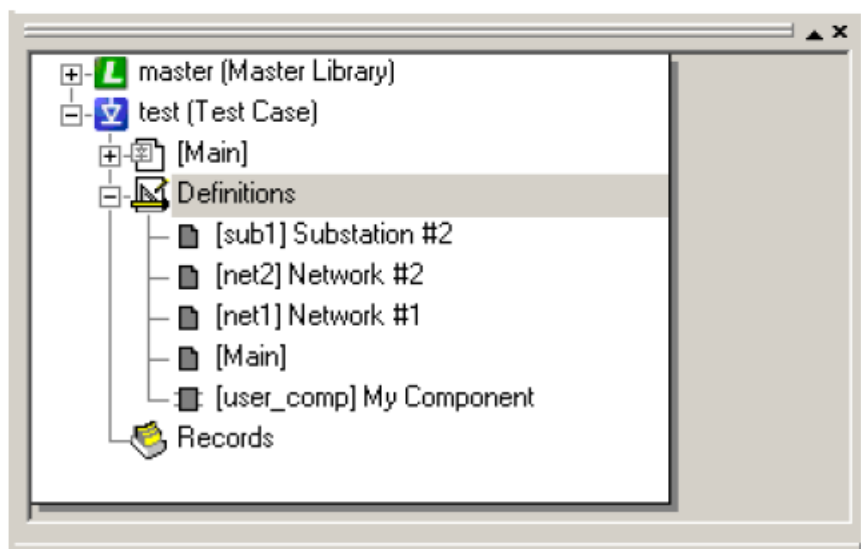 master (Master Library)
test (Test Case)
[Main]
Definitions
[sub1] Substation #2
[net2] Network #2
[net1] Network #1
[Main]
[user_comp] My Component
Records